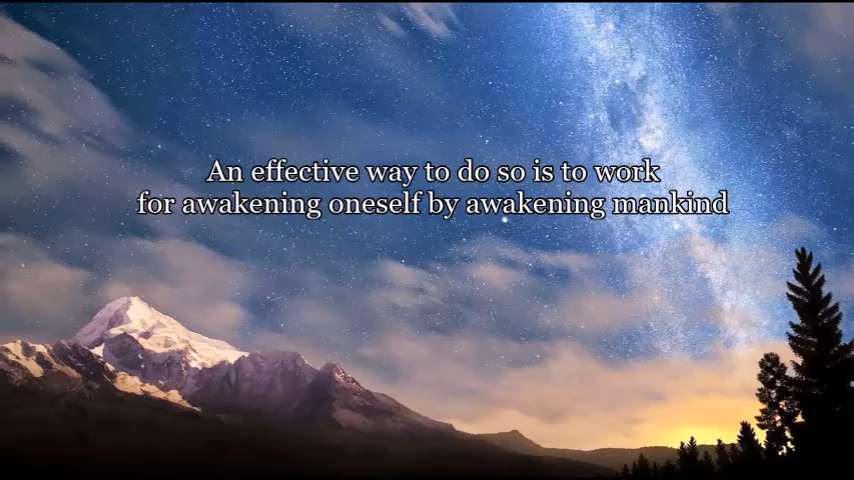 An effective way to do so is to work
for awakening oneself by awakening mankind